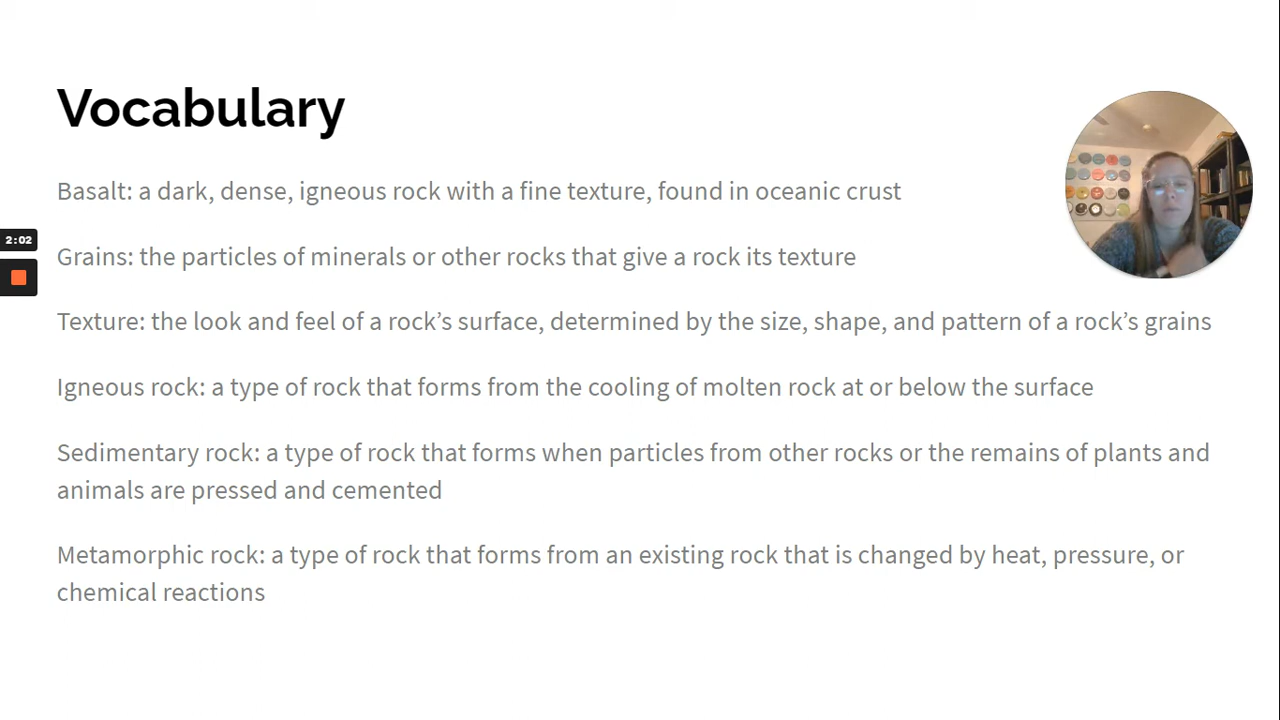 Vocabulary
Basalt: a dark, dense, igneous rock with a fine texture, found in oceanic crust
2:02
Grains: the particles of minerals or other rocks that give a rock its texture
Texture: the look and feel of a rock’s surface, determined by the size, shape, and pattern of a rock’s grains
Igneous rock: a type of rock that forms from the cooling of molten rock at or below the surface
Sedimentary rock: a type of rock that forms when particles from other rocks or the remains of plants and
animals are pressed and cemented
Metamorphic rock: a type of rock that forms from an existing rock that is changed by heat, pressure, or
chemical reactions